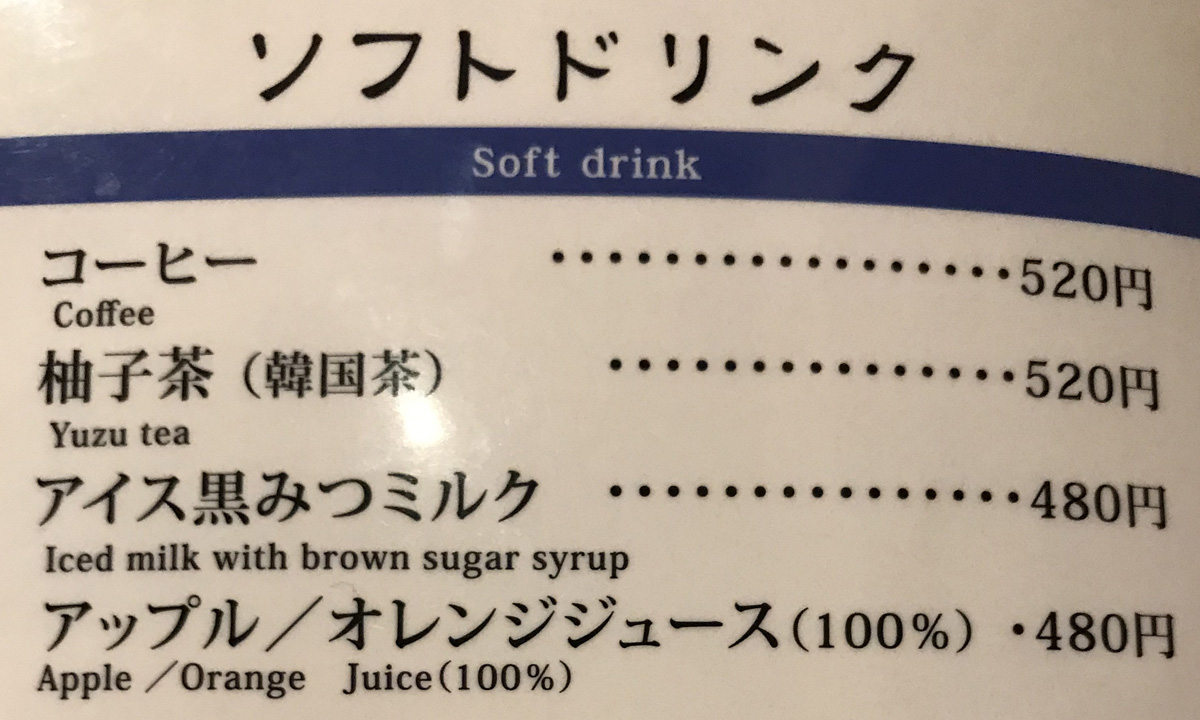 ソフトドリンク
Soft drink
コーヒー ・・・・・・・・・・・・・・・・・520円
Coffee
柚子茶（韓国茶） ・・・・・・・・・・・・・・・520円
Yuzu tea
アイス黒みつミルク ・・・・・・・・・・・・・・・480円
Iced milk with brown sugar syrup
アップル／オレンジジュース（100%）・480円
Apple ／Orange　Juice（100%）